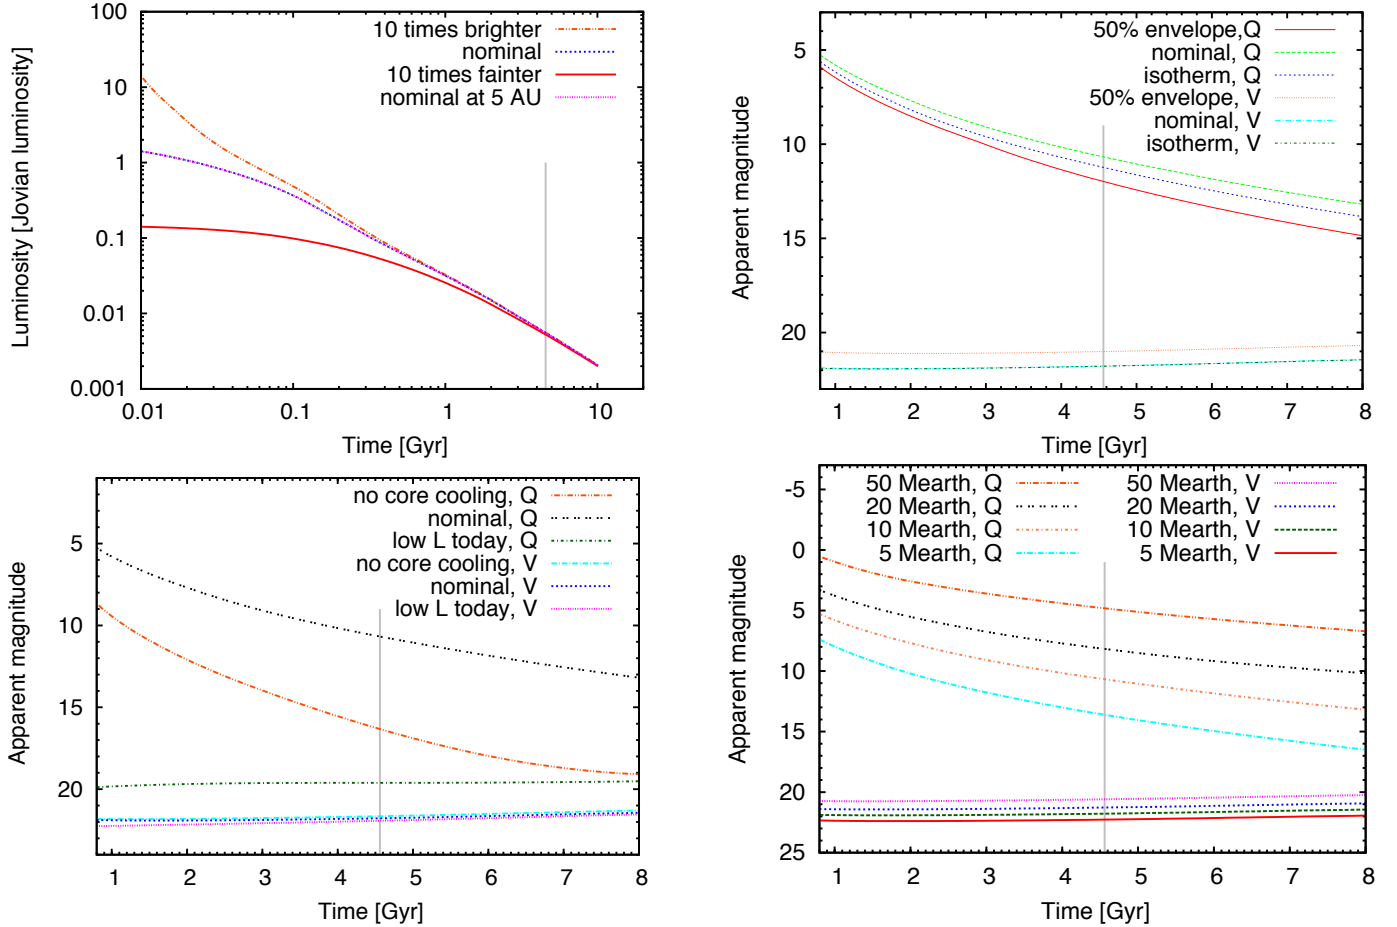 100
10
1
0.1
0.01
0.001
0.01
0.1
1
10
Luminosity [Jovian luminosity]
Time [Gyr]
10 times brighter
nominal
10 times fainter
nominal at 5 AU
5
10
15
20
1
2
3
4
5
6
7
8
Apparent magnitude
Time [Gyr]
50% envelope,Q
nominal, Q
isotherm, Q
50% envelope, V
nominal, V
isotherm, V
5
10
15
20
1
2
3
4
5
6
7
8
Apparent magnitude
Time [Gyr]
no core cooling, Q
nominal, Q
low L today, Q
no core cooling, V
nominal, V
low L today, V
-5
0
5
10
15
20
25
1
2
3
4
5
6
7
8
Apparent magnitude
Time [Gyr]
50 Mearth, Q
20 Mearth, Q
10 Mearth, Q
5 Mearth, Q
50 Mearth, V
20 Mearth, V
10 Mearth, V
5 Mearth, V